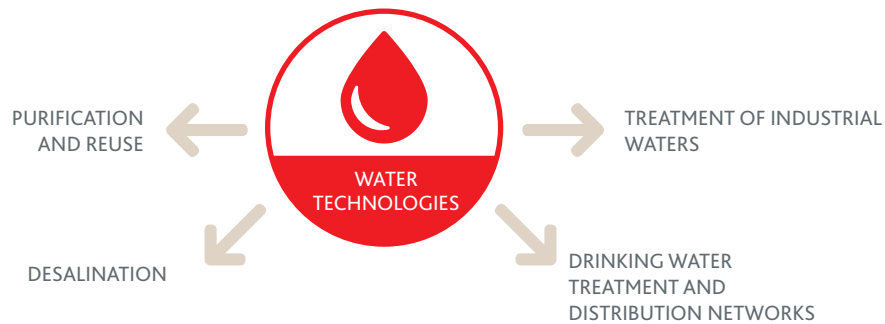 PURIFICATION
AND REUSE
WATER
TECHNOLOGIES
TREATMENT OF INDUSTRIAL
WATERS
DESALINATION
DRINKING WATER
TREATMENT AND
DISTRIBUTION NETWORKS